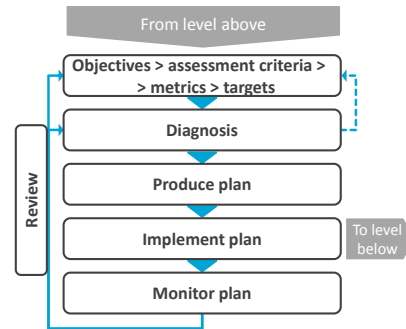 From level above
Objectives > assessment criteria >
> metrics > targets
Diagnosis
Produce plan
Implement plan
To level
below
Monitor plan
Review